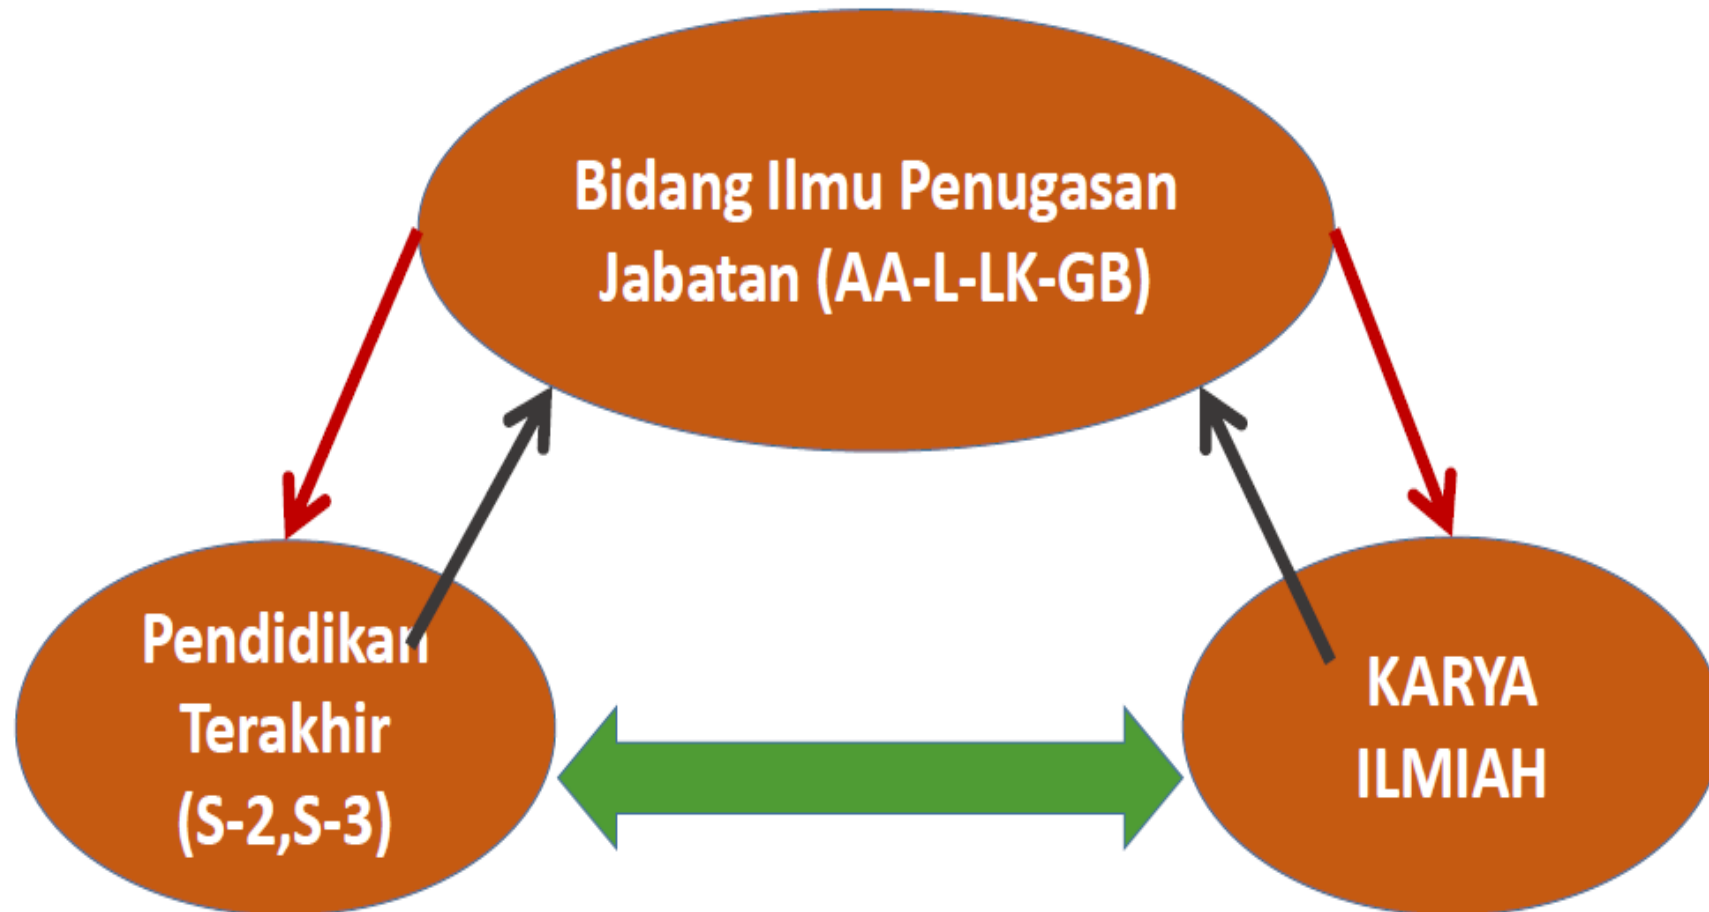 Bidang Ilmu Penugasan
Jabatan (AA-L-LK-GB)
Pendidikan
Terakhir
(S-2,S-3)
KARYA
ILMIAH